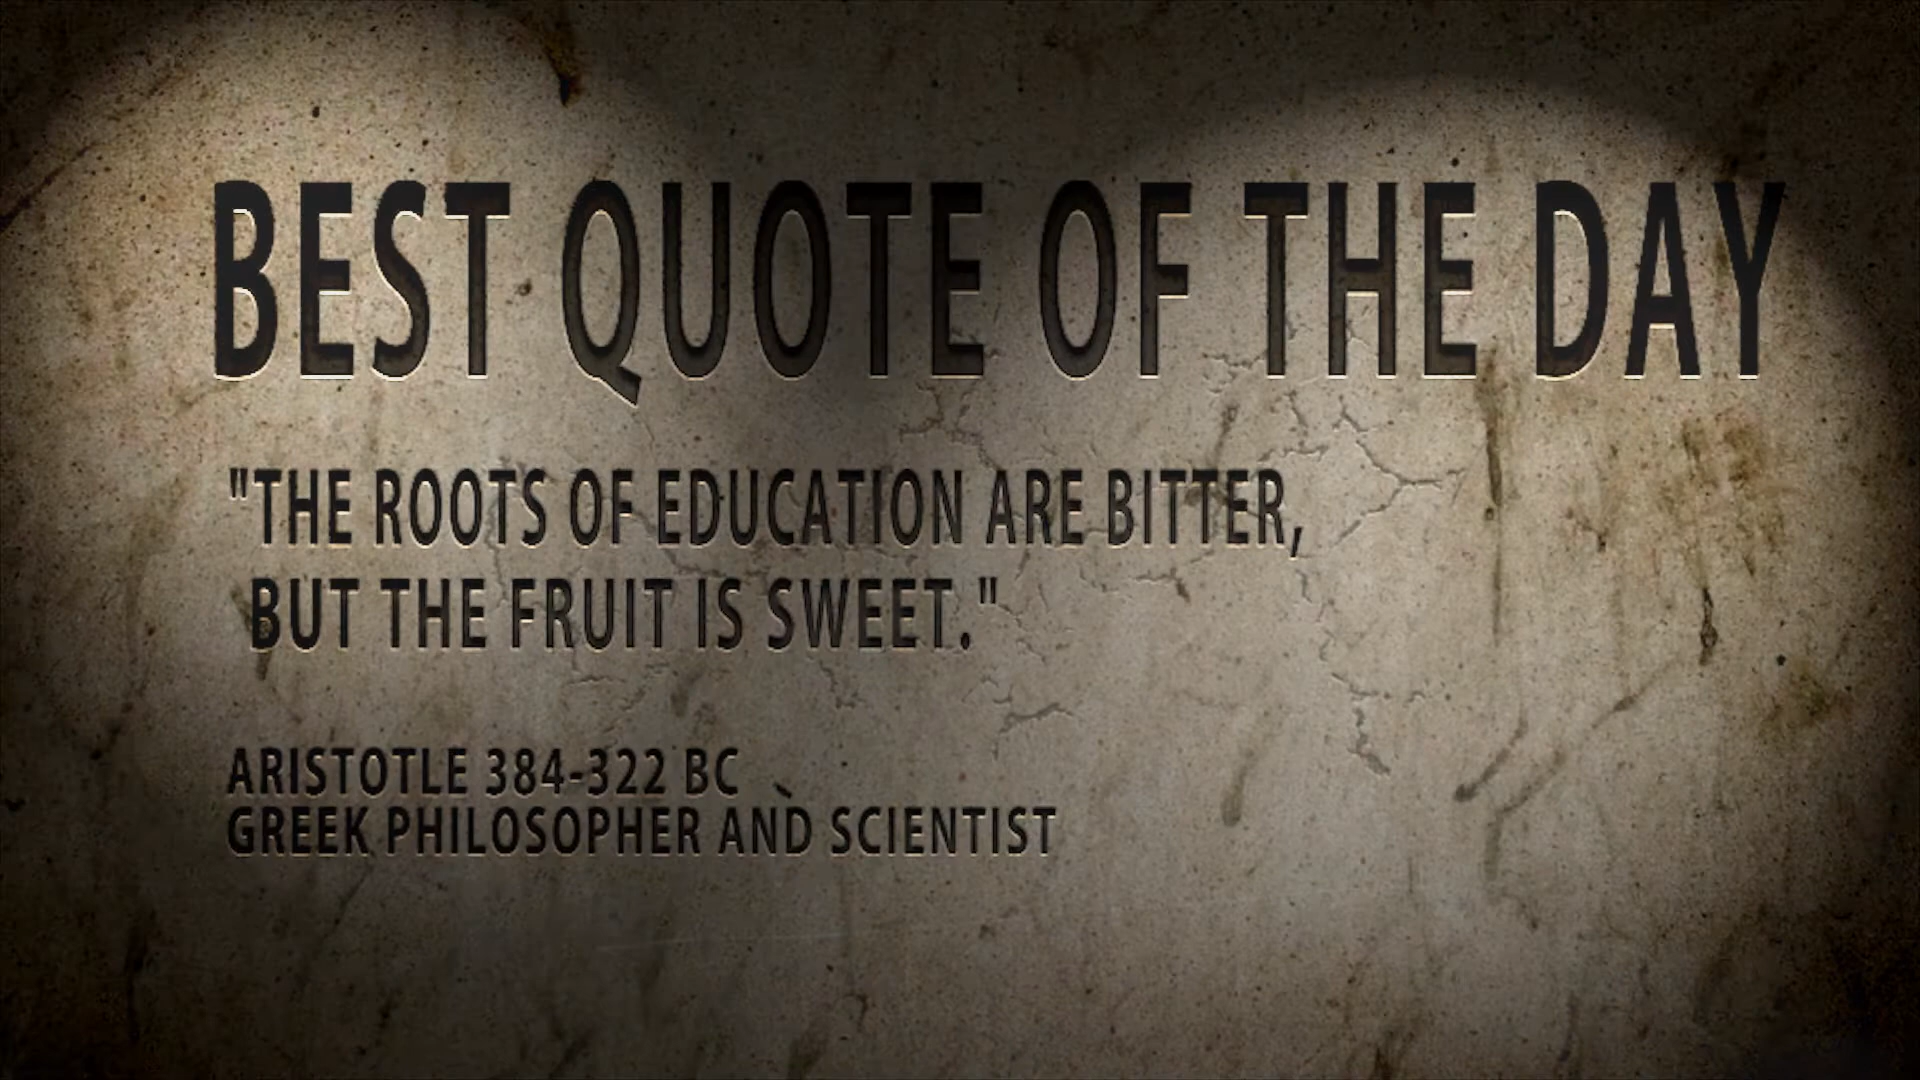 BEST QUOTE OF THE DAY
"THE ROOTS OF EDUCATION ARE BITTER,
BUT THE FRUIT IS SWEET."
ARISTOTLE 384-322 BC
GREEK PHILOSOPHER AND SCIENTIST